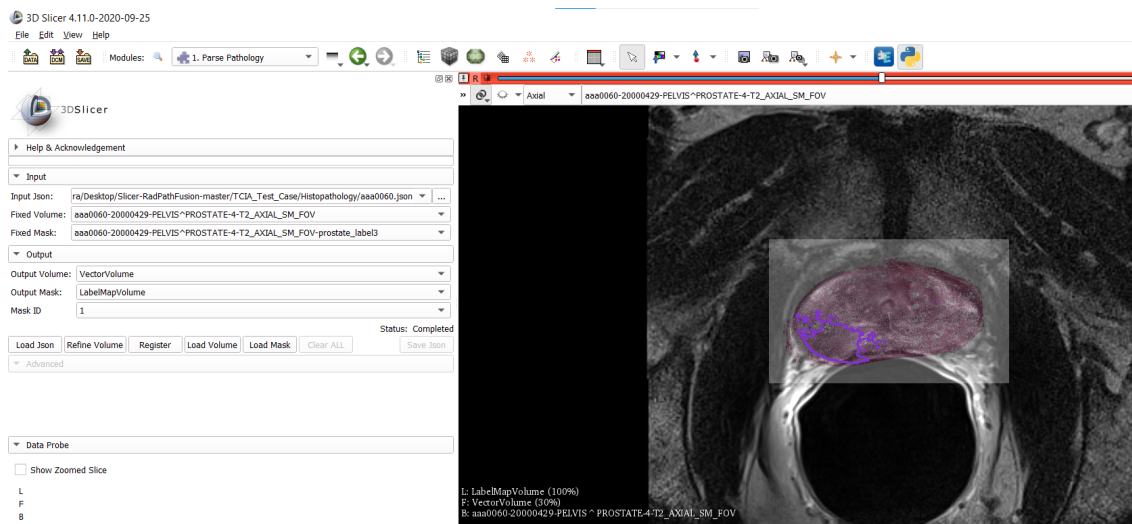 3D Slicer 4.11.0-2020-09-25
File Edit View Help
DATA DCM SAVE Modules: 1. Parse Pathology
R
Axial aaa0060-20000429-PELVIS^PROSTATE-4-T2_AXIAL_SM_FOV
3DSlicer
Help & Acknowledgement
Input
Input Json: ra/Desktop/Slicer-RadPathFusion-master/TCIA_Test_Case/Histopathology/aaa0060.json ...
Fixed Volume: aaa0060-20000429-PELVIS^PROSTATE-4-T2_AXIAL_SM_FOV
Fixed Mask: aaa0060-20000429-PELVIS^PROSTATE-4-T2_AXIAL_SM_FOV-prostate_label3
Output
Output Volume: VectorVolume
Output Mask: LabelMapVolume
Mask ID 1
Status: Completed
Load Json Refine Volume Register Load Volume Load Mask Clear ALL Save Json
Advanced
Data Probe
Show Zoomed Slice
L
F
B
L: LabelMapVolume (100%)
F: VectorVolume (30%)
B: aaa0060-20000429-PELVIS ^ PROSTATE-4-T2_AXIAL_SM_FOV